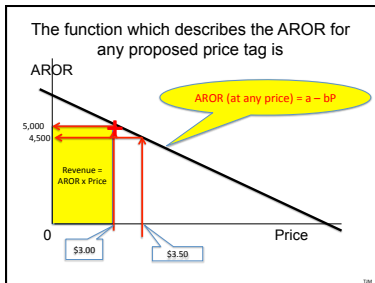 The function which describes the AROR for
any proposed price tag is
AROR
AROR (at any price) = a – bP
5,000
4,500
Revenue =
AROR x Price
0
Price
$3.00
$3.50